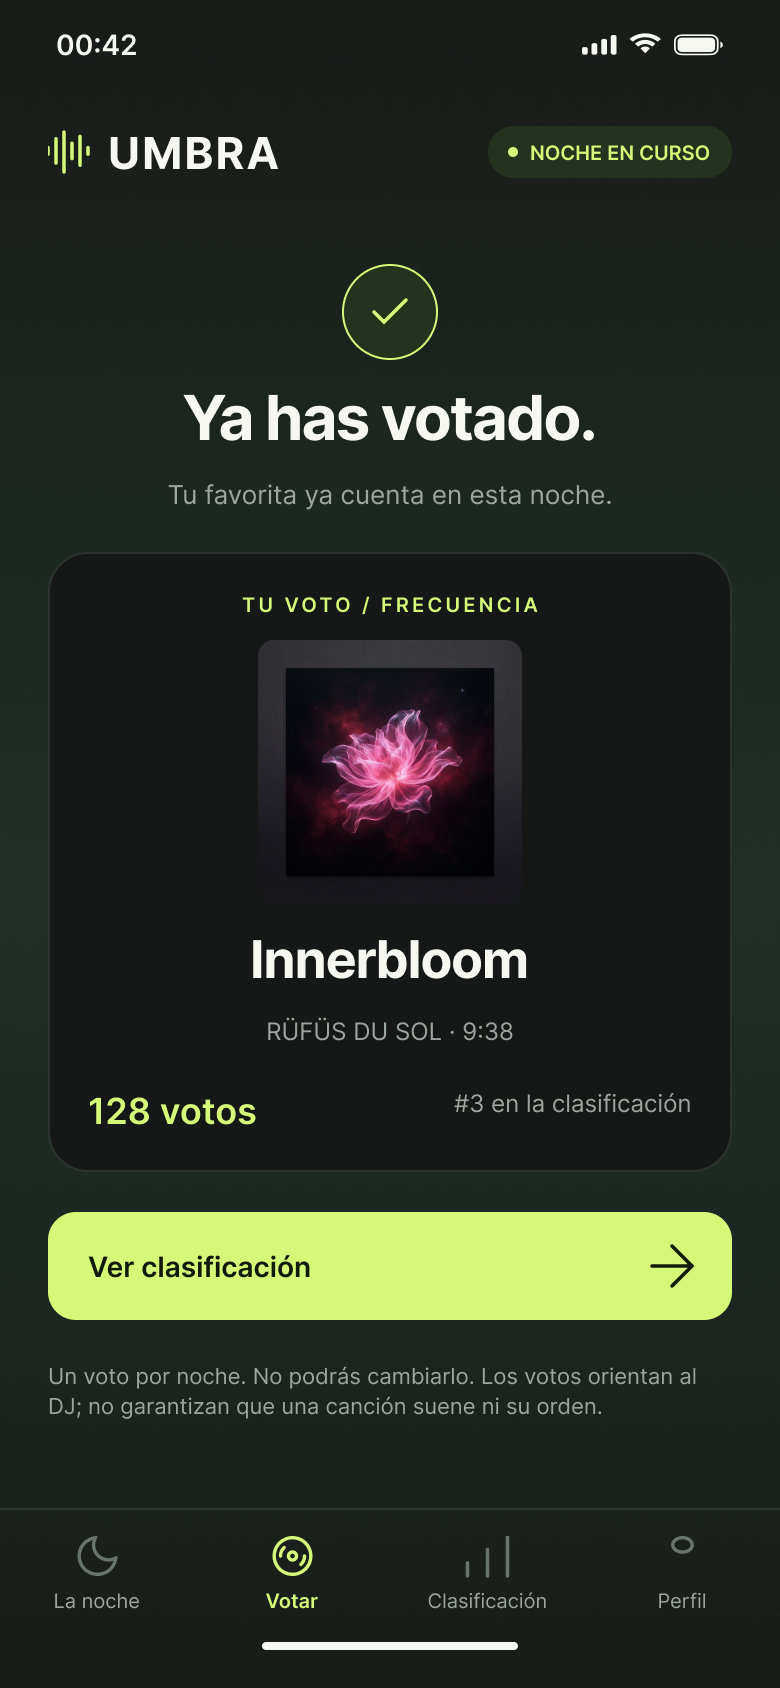 00:42
UMBRA
NOCHE EN CURSO
Ya has votado.
Tu favorita ya cuenta en esta noche.
TU VOTO / FRECUENCIA
Innerbloom
RÜFÜS DU SOL · 9:38
128 votos
#3 en la clasificación
Ver clasificación
Un voto por noche. No podrás cambiarlo. Los votos orientan al
DJ; no garantizan que una canción suene ni su orden.
La noche
Votar
Clasificación
Perfil